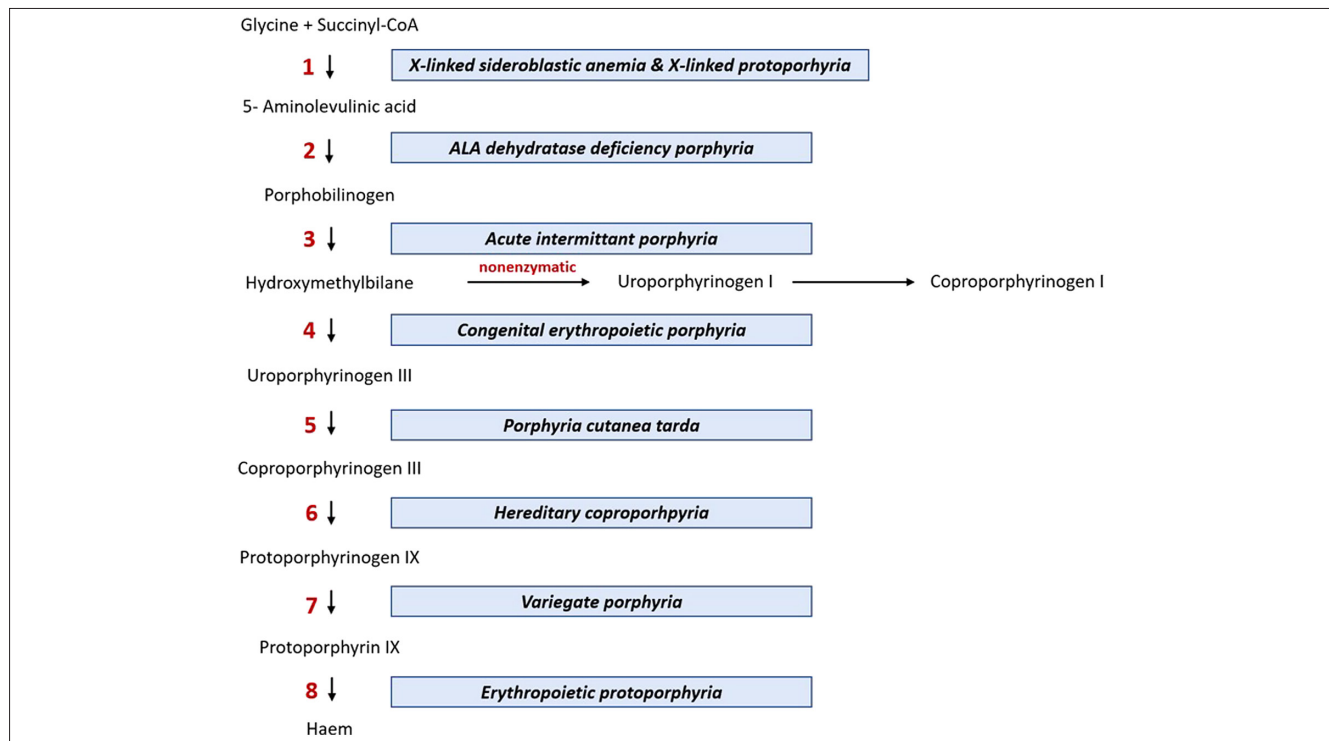 Glycine + Succinyl-CoA
1 ↓ X-linked sideroblastic anemia & X-linked protoporhyria
5- Aminolevulinic acid
2 ↓ ALA dehydratase deficiency porphyria
Porphobilinogen
3 ↓ Acute intermittant porphyria
nonenzymatic
Hydroxymethylbilane → Uroporphyrinogen I → Coproporphyrinogen I
4 ↓ Congenital erythropoietic porphyria
Uroporphyrinogen III
5 ↓ Porphyria cutanea tarda
Coproporphyrinogen III
6 ↓ Hereditary coproporhpyria
Protoporphyrinogen IX
7 ↓ Variegate porphyria
Protoporphyrin IX
8 ↓ Erythropoietic protoporphyria
Haem